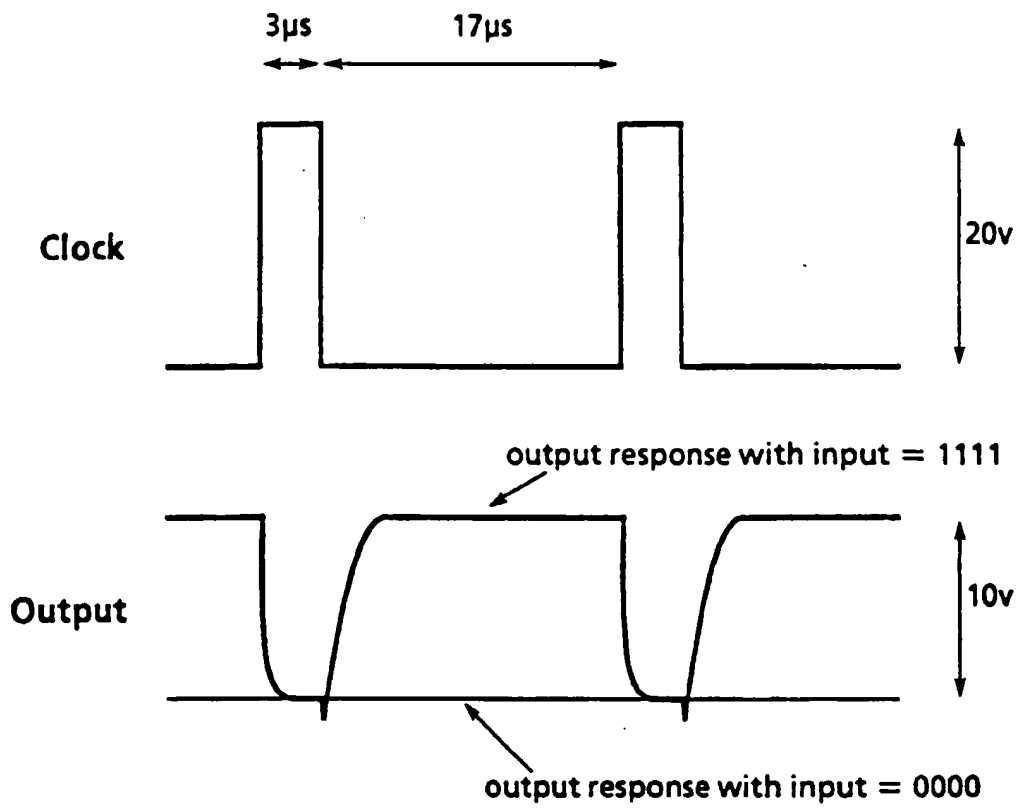 3μs 17μs
Clock
20v
output response with input = 1111
Output
10v
output response with input = 0000